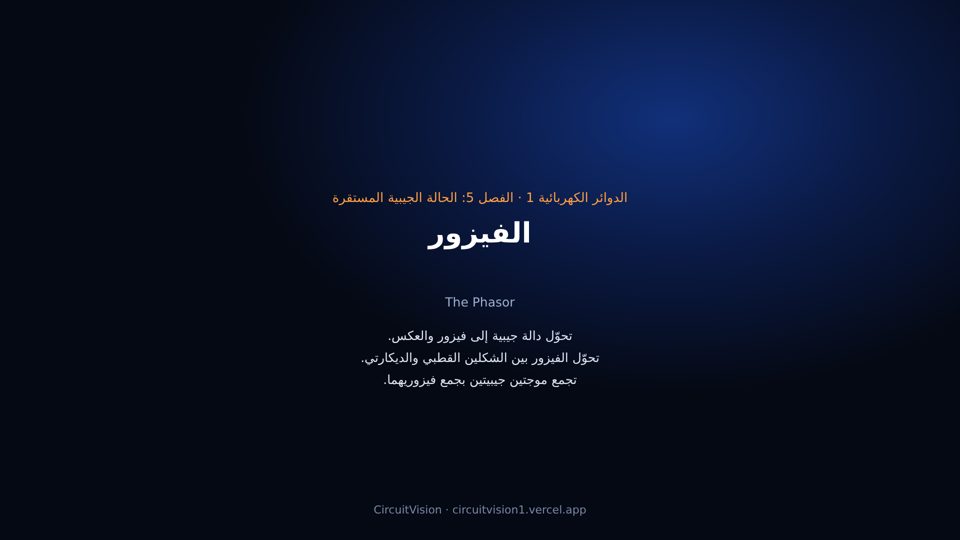 الدوائر الكهربائية 1 · الفصل 5: الحالة الجيبية المستقرة
الفيزور
The Phasor
تحوّل دالة جيبية إلى فيزور والعكس.
تحوّل الفيزور بين الشكلين القطبي والديكارتي.
تجمع موجتين جيبيتين بجمع فيزوريهما.
CircuitVision · circuitvision1.vercel.app